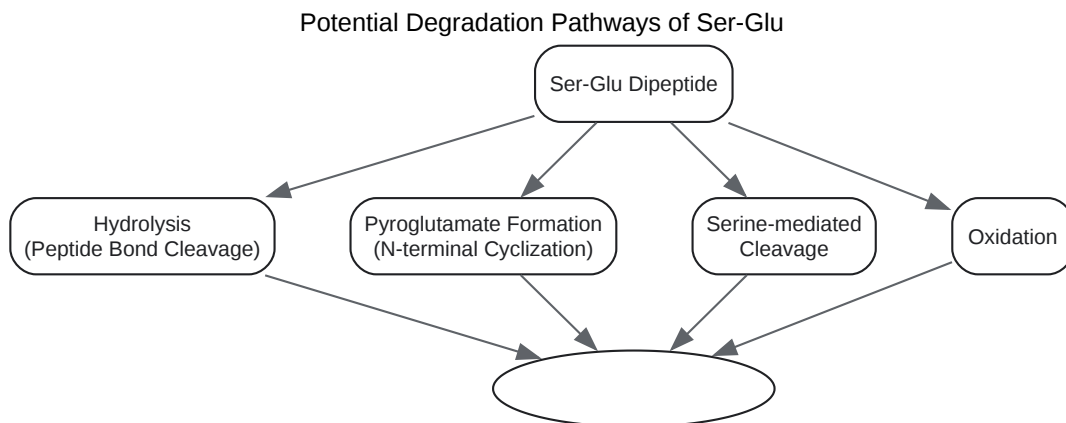 Potential Degradation Pathways of Ser-Glu
Ser-Glu Dipeptide
Hydrolysis
(Peptide Bond Cleavage)
Pyroglutamate Formation
(N-terminal Cyclization)
Serine-mediated
Cleavage
Oxidation